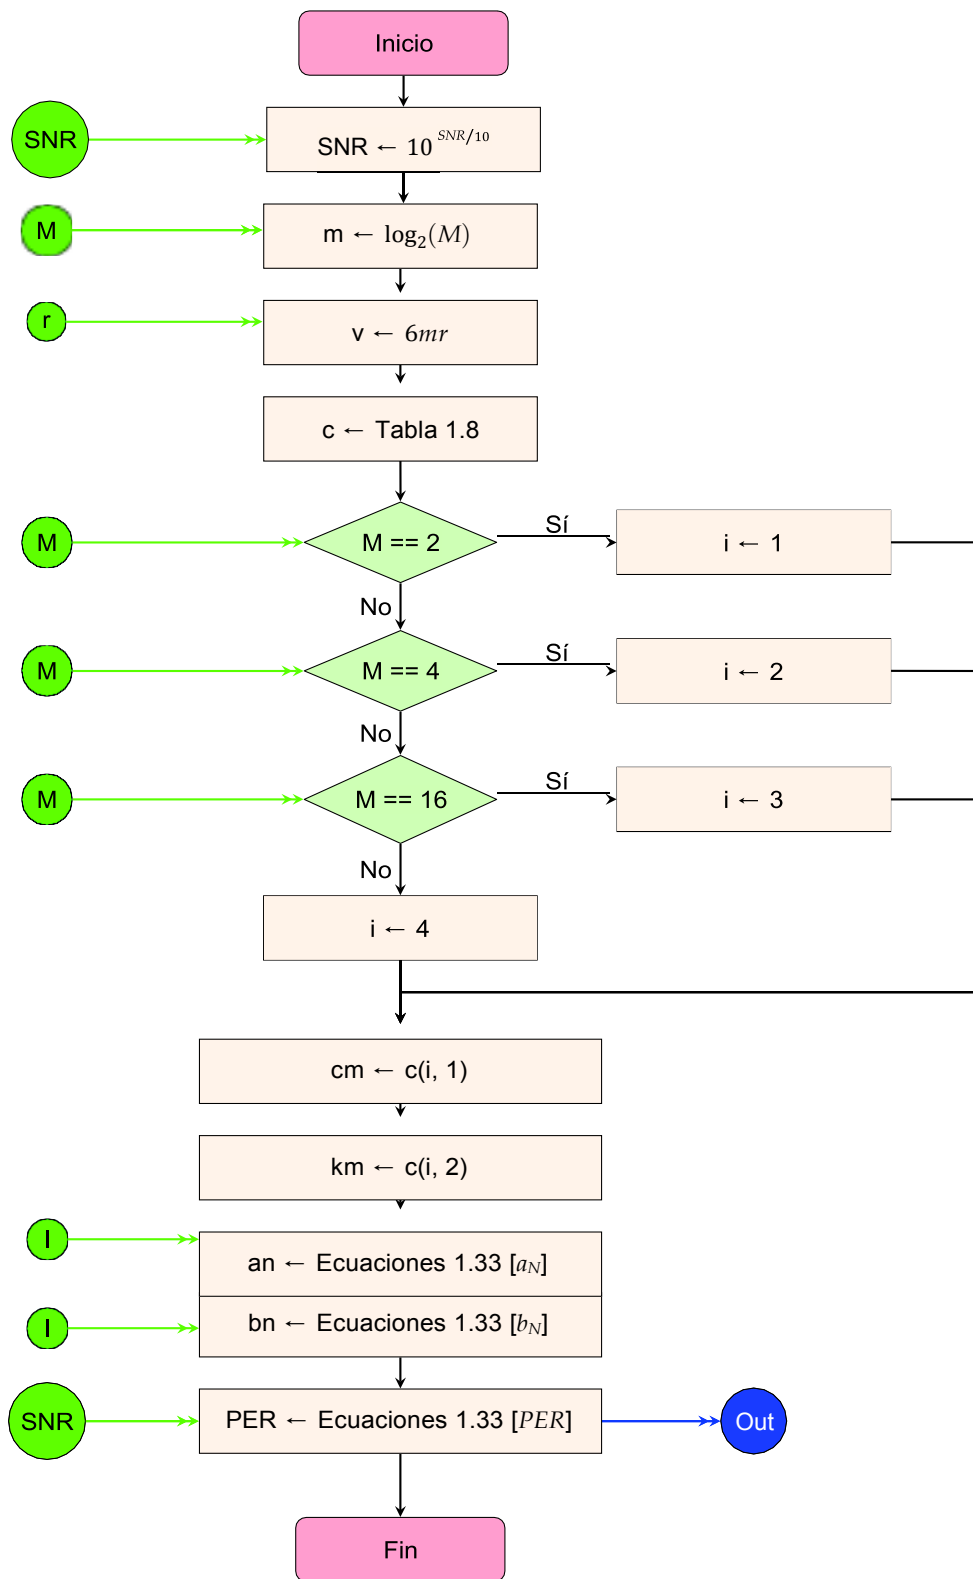 Inicio
SNR
SNR ← 10^{SNR/10}
M
m ← log₂(M)
r
v ← 6mr
c ← Tabla 1.8
M
M == 2
Sí
i ← 1
No
M
M == 4
Sí
i ← 2
No
M
M == 16
Sí
i ← 3
No
i ← 4
cm ← c(i, 1)
km ← c(i, 2)
l
an ← Ecuaciones 1.33 [a_N]
l
bn ← Ecuaciones 1.33 [b_N]
SNR
PER ← Ecuaciones 1.33 [PER]
Out
Fin